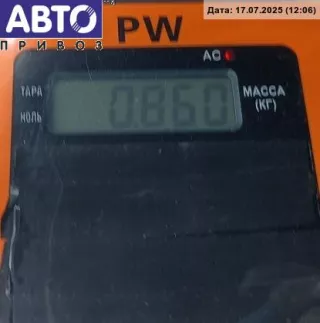 АВТО
ПРИВОЗ
Дата: 17.07.2025 (12:06)
PW
AC
ТАРА
НОЛЬ
0.860
МАССА
(КГ)